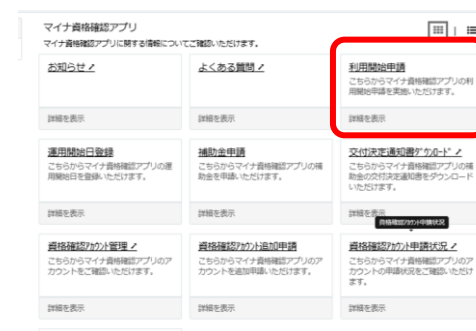 マイナ資格確認アプリ
マイナ資格確認アプリに関する情報についてご確認いただけます。
お知らせ
よくある質問
利用開始申請
こちらからマイナ資格確認アプリの利
用開始申請を実施いただけます。
詳細を表示
詳細を表示
詳細を表示
運用開始日登録
こちらからマイナ資格確認アプリの運
用開始日を登録いただけます。
補助金申請
こちらからマイナ資格確認アプリの補
助金を申請いただけます。
交付決定通知書ダウンロード
こちらからマイナ資格確認アプリの補
助金の交付決定通知書をダウンロード
いただけます。
詳細を表示
詳細を表示
詳細を表示
資格確認アカウント申請状況
資格確認アカウント管理
こちらからマイナ資格確認アプリのア
カウントをご確認いただけます。
資格確認アカウント追加申請
こちらからマイナ資格確認アプリのア
カウントを追加申請いただけます。
資格確認アカウント申請状況
こちらからマイナ資格確認アプリのア
カウントの申請状況をご確認いただけ
ます。
詳細を表示
詳細を表示
詳細を表示